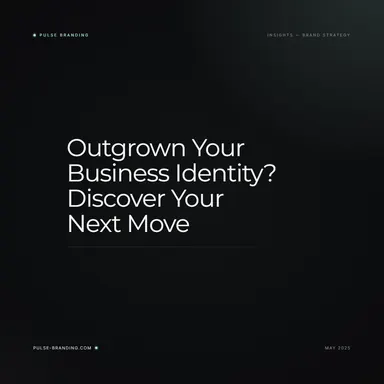 PULSE BRANDING
INSIGHTS — BRAND STRATEGY
Outgrown Your
Business Identity?
Discover Your
Next Move
PULSE-BRANDING.COM
MAY 2025